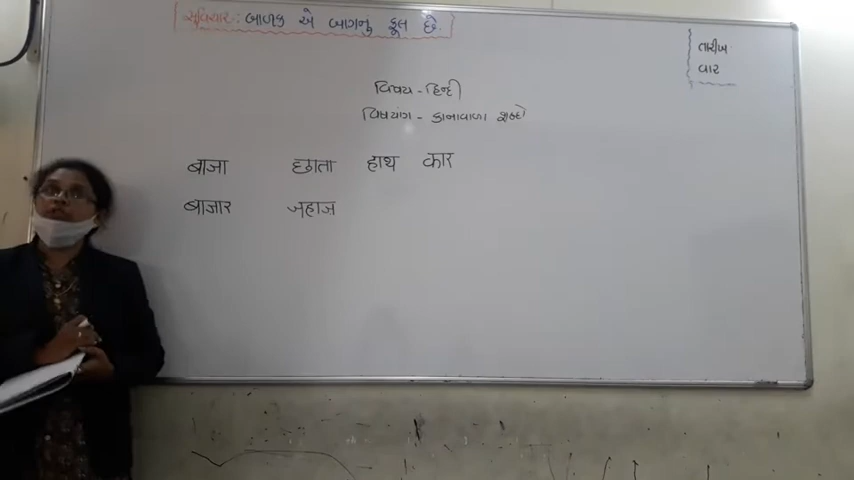 સુવિચાર: બાળક એ બાગનુ ફૂલ છે.
તારીખ
વાર
વિષય - હિન્દી
વિષયાંગ - કાનાવાળા શબ્દો
बाजा छाता हाथ कार
बाजार जहाज